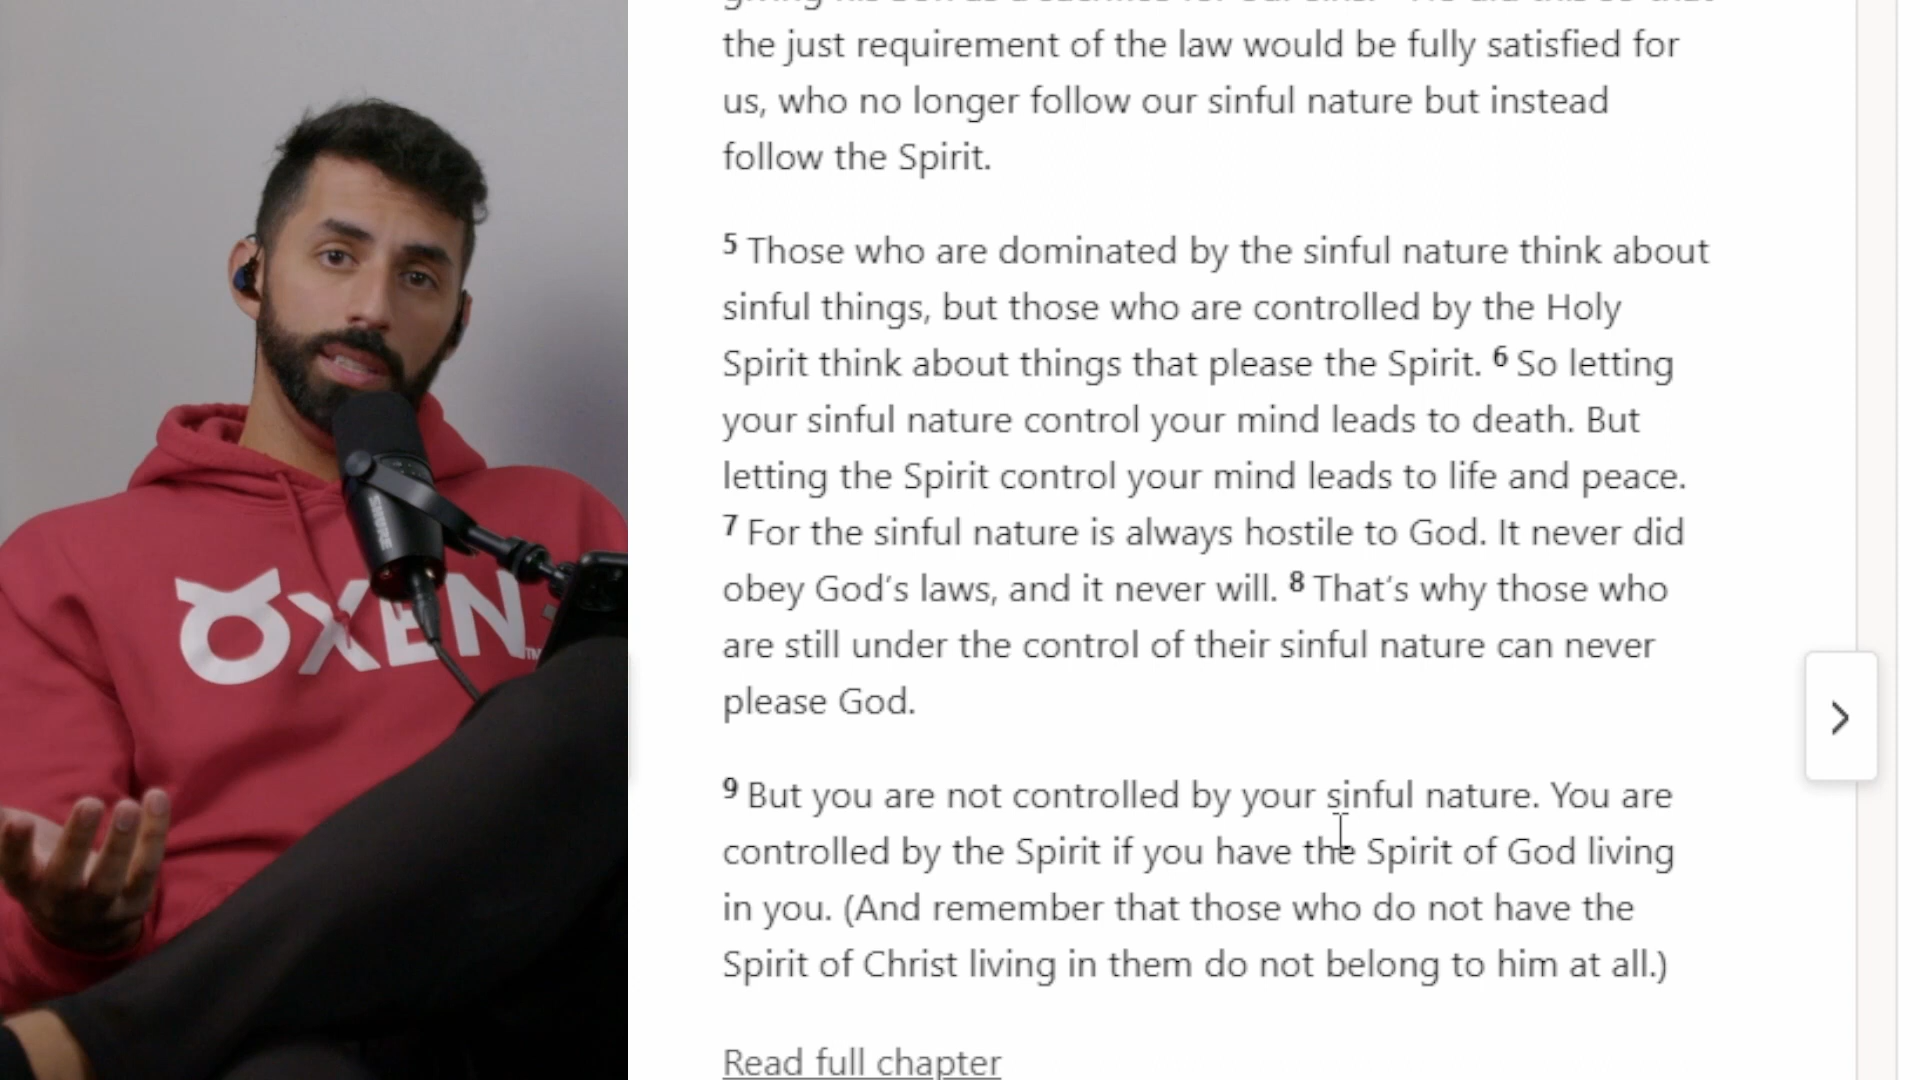 the just requirement of the law would be fully satisfied for
us, who no longer follow our sinful nature but instead
follow the Spirit.
5 Those who are dominated by the sinful nature think about
sinful things, but those who are controlled by the Holy
Spirit think about things that please the Spirit. 6 So letting
your sinful nature control your mind leads to death. But
letting the Spirit control your mind leads to life and peace.
7 For the sinful nature is always hostile to God. It never did
obey God’s laws, and it never will. 8 That’s why those who
are still under the control of their sinful nature can never
please God.
9 But you are not controlled by your sinful nature. You are
controlled by the Spirit if you have the Spirit of God living
in you. (And remember that those who do not have the
Spirit of Christ living in them do not belong to him at all.)
Read full chapter
SHURE
OXEN
TM